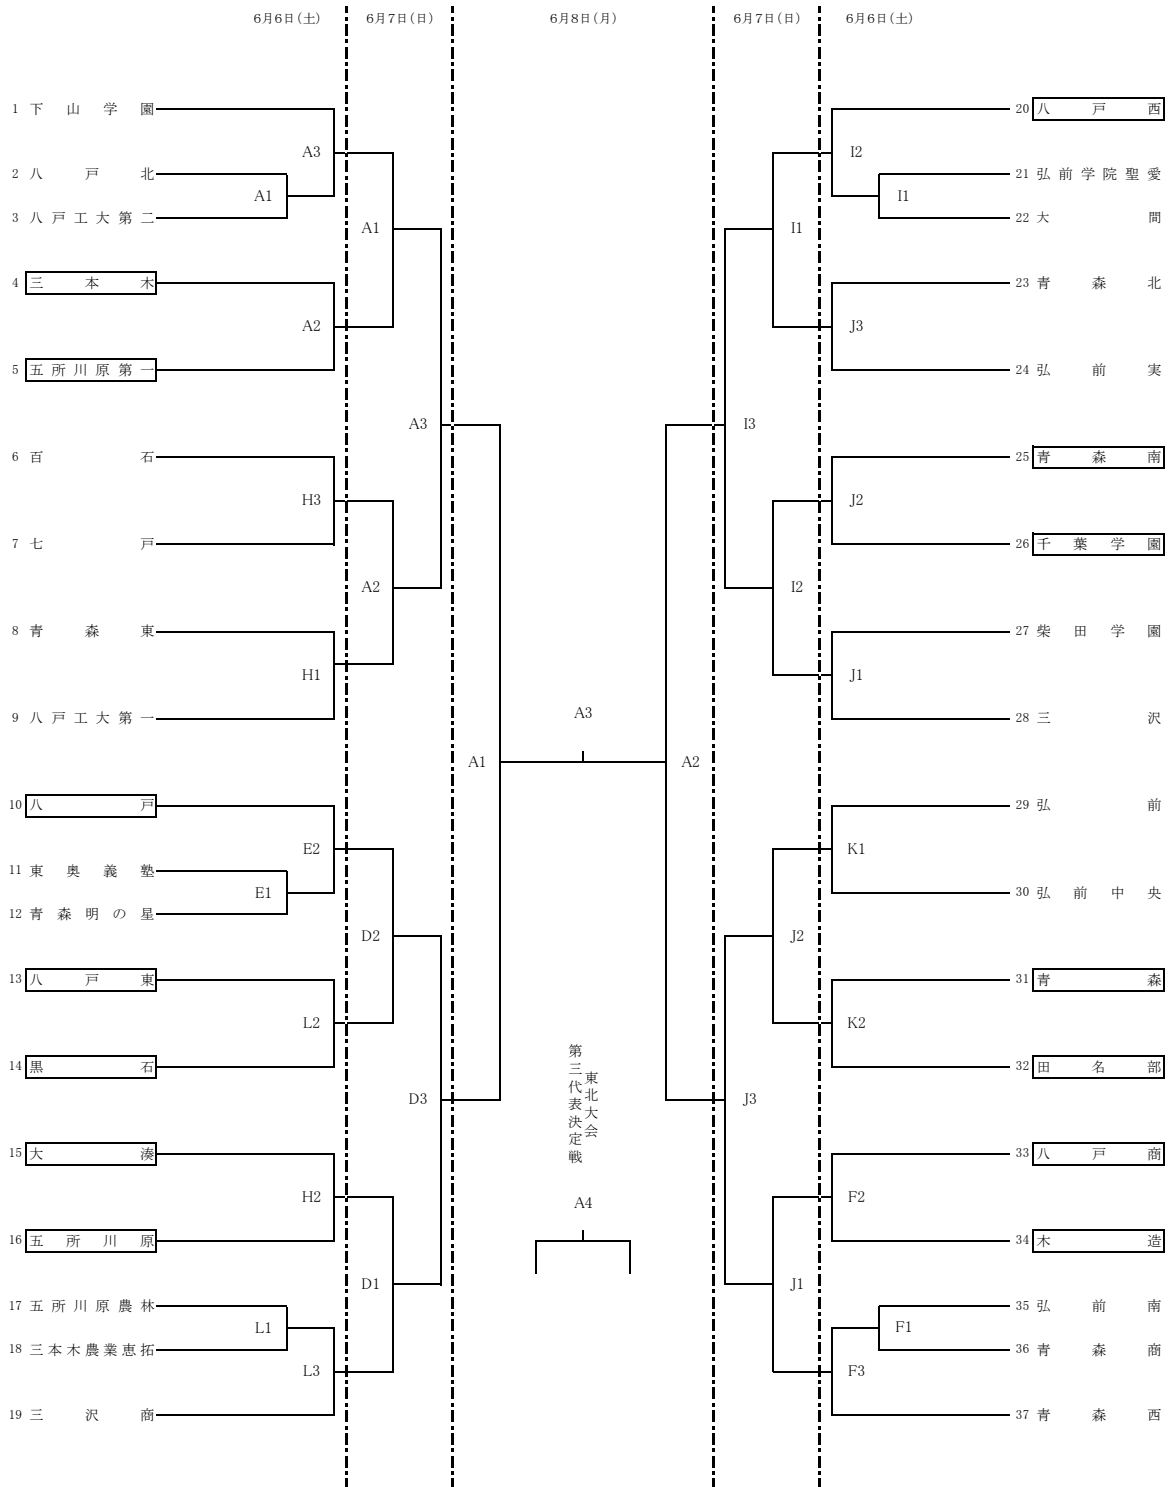 6月6日(土) 6月7日(日) 6月8日(月) 6月7日(日) 6月6日(土)
1 下山学園
A3
2 八戸北
A1
3 八戸工大第二
A1
4 三本木
A2
5 五所川原第一
A3
6 百石
H3
7 七戸
A2
8 青森東
H1
9 八戸工大第一
A1
10 八戸
E2
11 東奥義塾
E1
12 青森明の星
D2
13 八戸東
L2
14 黒石
D3
15 大湊
H2
16 五所川原
D1
17 五所川原農林
L1
18 三本木農業恵拓
L3
19 三沢商
A3
東北大会
第三代表決定戦
A4
20 八戸西
I2
21 弘前学院聖愛
I1
22 大間
I1
23 青森北
J3
24 弘前実
I3
25 青森南
J2
26 千葉学園
I2
27 柴田学園
J1
28 三沢
A2
29 弘前
K1
30 弘前中央
J2
31 青森
K2
32 田名部
J3
33 八戸商
F2
34 木造
J1
35 弘前南
F1
36 青森商
F3
37 青森西